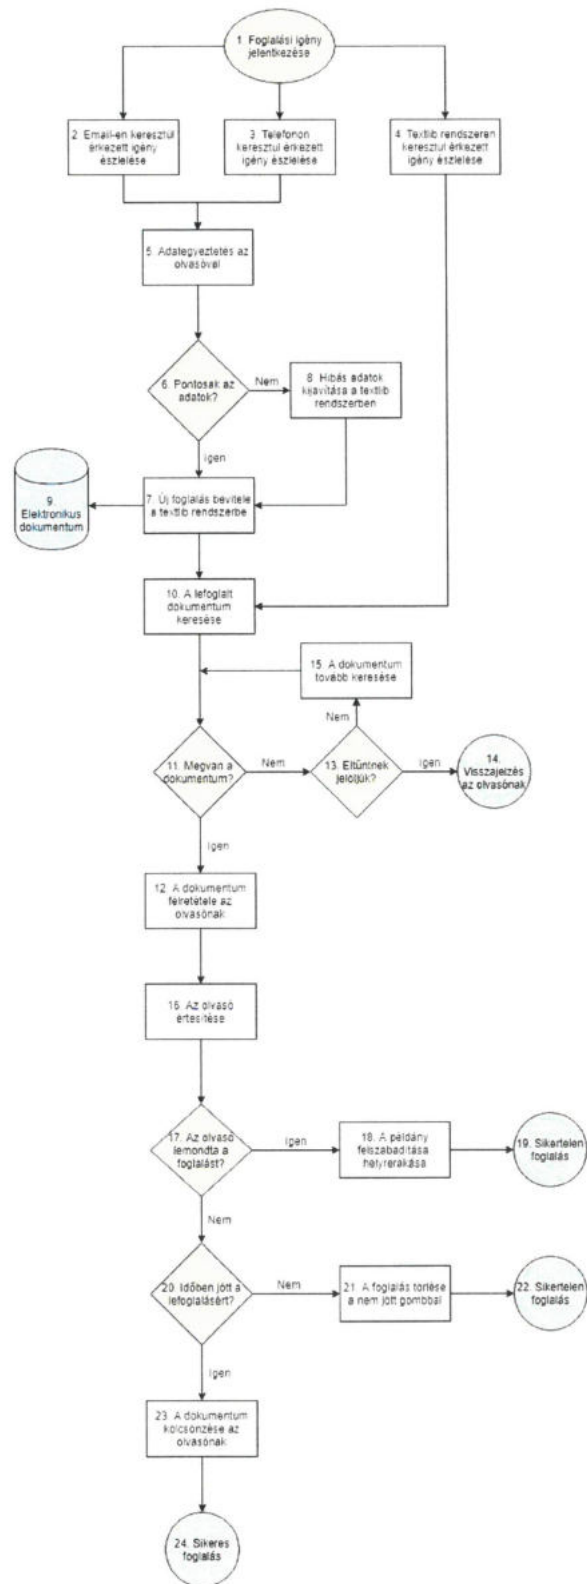 1. Foglalási igény
jelentkezése
2. Email-en keresztül
érkezett igény
észlelése
3. Telefonon
keresztül érkezett
igény észlelése
4. Textlib rendszeren
keresztül érkezett
igény észlelése
5. Adategyeztetés az
olvasóval
6. Pontosak az
adatok?
Nem
8. Hibás adatok
kijavítása a textlib
rendszerben
Igen
9.
Elektronikus
dokumentum
7. Új foglalás bevitele
a textlib rendszerbe
10. A lefoglalt
dokumentum
keresése
15. A dokumentum
tovább keresése
Nem
11. Megvan a
dokumentum?
Nem
13. Eltűntnek
jelöljük?
Igen
14.
Visszajelzés
az olvasónak
Igen
12. A dokumentum
félretétele az
olvasónak
16. Az olvasó
értesítése
17. Az olvasó
lemondta a
foglalást?
Igen
18. A példány
felszabadítása
helyrerakása
19. Sikertelen
foglalás
Nem
20. Időben jött a
lefoglalásért?
Nem
21. A foglalás törlése
a nem jött gombbal
22. Sikertelen
foglalás
Igen
23. A dokumentum
kölcsönzése az
olvasónak
24. Sikeres
foglalás